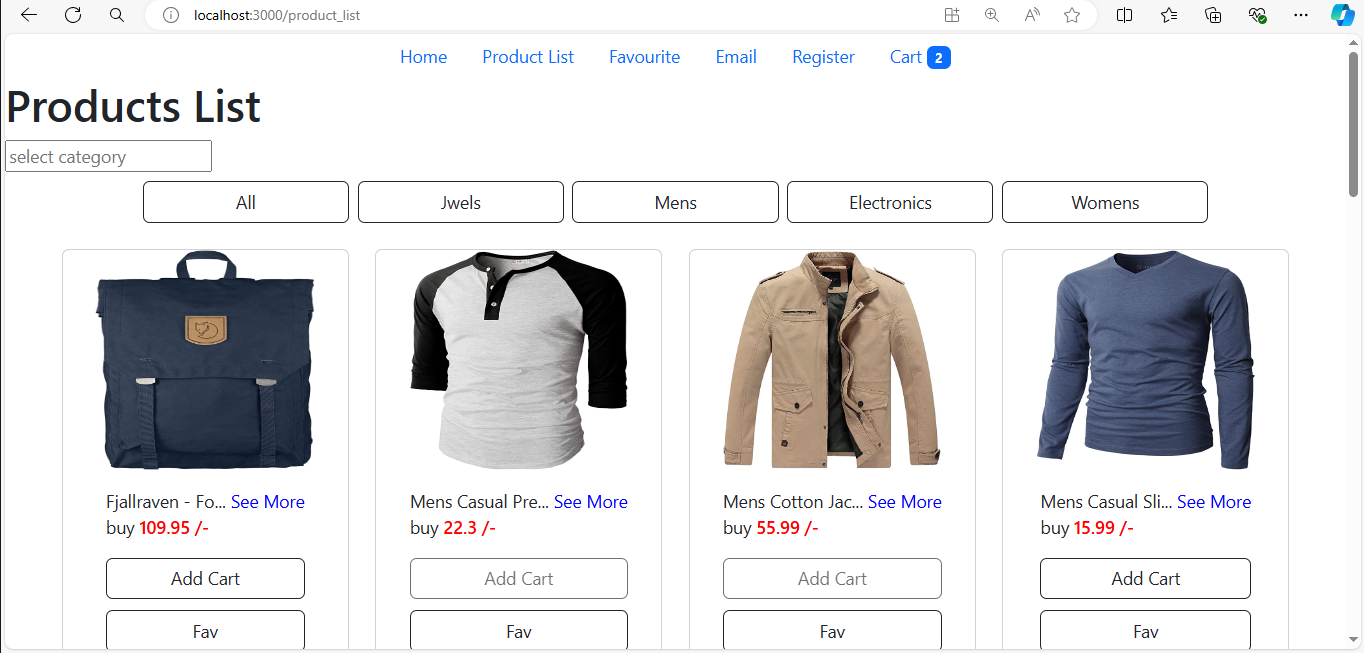 localhost:3000/product_list
Home Product List Favourite Email Register Cart 2
Products List
select category
All Jwels Mens Electronics Womens
Fjallraven - Fo... See More
buy 109.95 /-
Add Cart
Fav
Mens Casual Pre... See More
buy 22.3 /-
Add Cart
Fav
Mens Cotton Jac... See More
buy 55.99 /-
Add Cart
Fav
Mens Casual Sli... See More
buy 15.99 /-
Add Cart
Fav